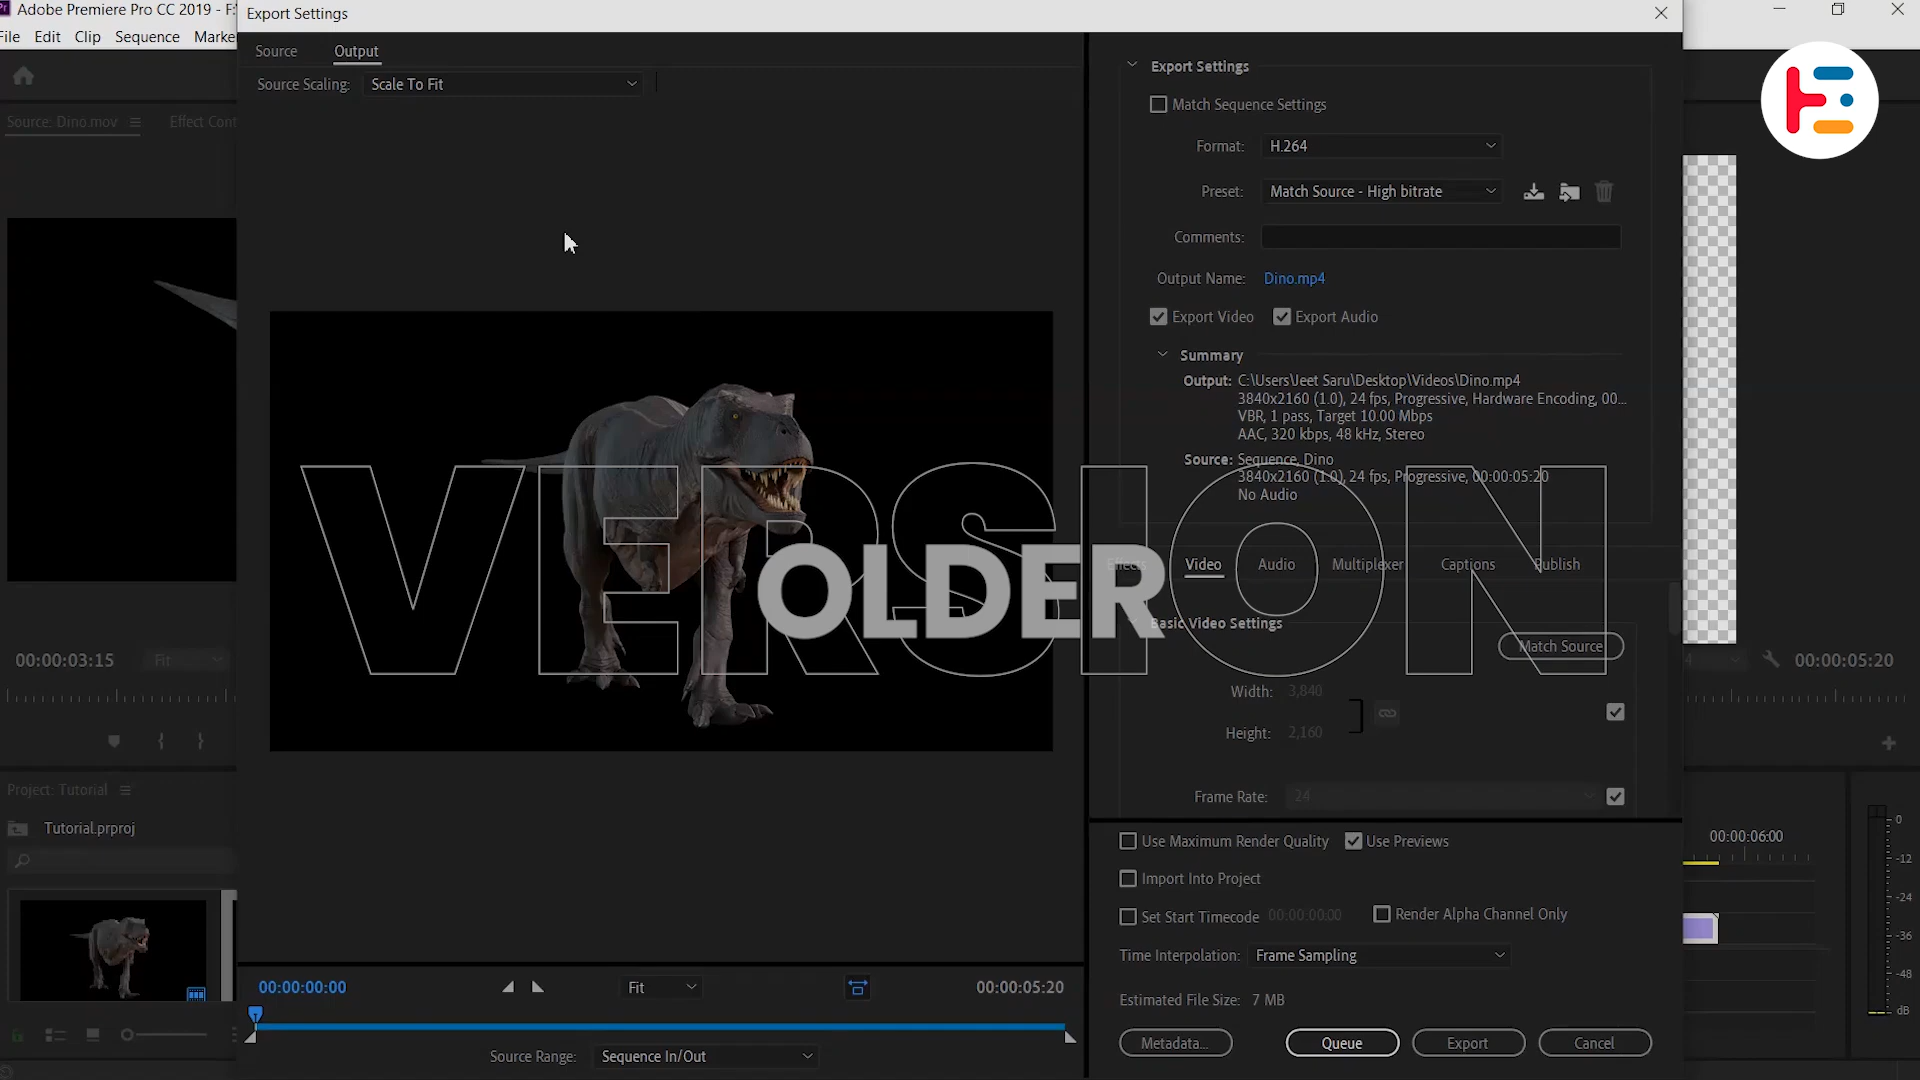 Adobe Premiere Pro CC 2019 - F:
File Edit Clip Sequence Marke
Source: Dino.mov
Effect Cont
00:00:03:15
Fit
Project: Tutorial
Tutorial.prproj
Export Settings
Source Output
Source Scaling: Scale To Fit
VERSION
OLDER
00:00:00:00
Fit
00:00:05:20
Source Range: Sequence In/Out
Export Settings
Match Sequence Settings
Format: H.264
Preset: Match Source - High bitrate
Comments:
Output Name: Dino.mp4
Export Video Export Audio
Summary
Output: C:\Users\Jeet Saru\Desktop\Videos\Dino.mp4
3840x2160 (1.0), 24 fps, Progressive, Hardware Encoding, 00...
VBR, 1 pass, Target 10.00 Mbps
AAC, 320 kbps, 48 kHz, Stereo
Source: Sequence, Dino
3840x2160 (1.0), 24 fps, Progressive, 00:00:05:20
No Audio
Effects Video Audio Multiplexer Captions Publish
Basic Video Settings
Match Source
Width: 3,840
Height: 2,160
Frame Rate: 24
Use Maximum Render Quality Use Previews
Import Into Project
Set Start Timecode 00:00:00:00 Render Alpha Channel Only
Time Interpolation: Frame Sampling
Estimated File Size: 7 MB
Metadata... Queue Export Cancel
00:00:05:20
00:00:06:00
0
-12
-24
-36
-48
dB